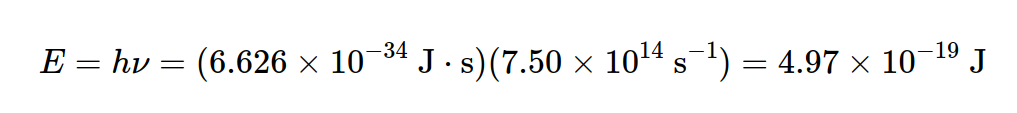 E = hν = (6.626 × 10⁻³⁴ J · s)(7.50 × 10¹⁴ s⁻¹) = 4.97 × 10⁻¹⁹ J